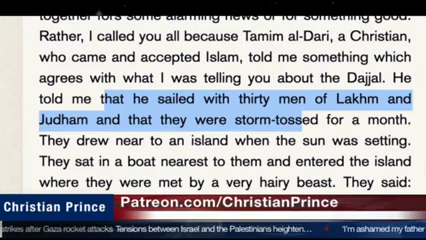 together fors some alarming news or for something good.
Rather, I called you all because Tamim al-Dari, a Christian,
who came and accepted Islam, told me something which
agrees with what I was telling you about the Dajjal. He
told me that he sailed with thirty men of Lakhm and
Judham and that they were storm-tossed for a month.
They drew near to an island when the sun was setting.
They sat in a boat nearest to them and entered the island
where they were met by a very hairy beast. They said:
Christian Prince
Patreon.com/ChristianPrince
strikes after Gaza rocket attacks Tensions between Israel and the Palestinians heighten... 'I'm ashamed my father